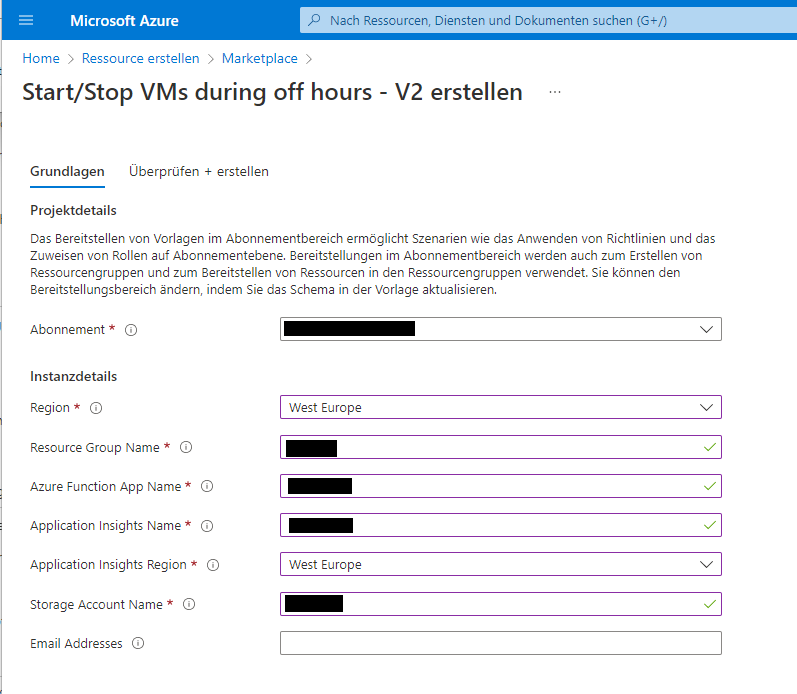 Microsoft Azure
Nach Ressourcen, Diensten und Dokumenten suchen (G+/)
Home > Ressource erstellen > Marketplace >
Start/Stop VMs during off hours - V2 erstellen ...
Grundlagen Überprüfen + erstellen
Projektdetails
Das Bereitstellen von Vorlagen im Abonnementbereich ermöglicht Szenarien wie das Anwenden von Richtlinien und das
Zuweisen von Rollen auf Abonnementebene. Bereitstellungen im Abonnementbereich werden auch zum Erstellen von
Ressourcengruppen und zum Bereitstellen von Ressourcen in den Ressourcengruppen verwendet. Sie können den
Bereitstellungsbereich ändern, indem Sie das Schema in der Vorlage aktualisieren.
Abonnement *
Instanzdetails
Region * West Europe
Resource Group Name *
Azure Function App Name *
Application Insights Name *
Application Insights Region * West Europe
Storage Account Name *
Email Addresses